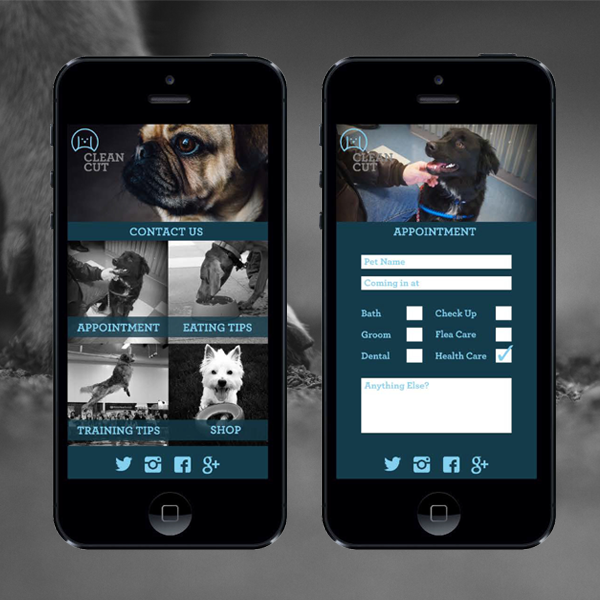 CLEAN
CUT
CONTACT US
APPOINTMENT
EATING TIPS
TRAINING TIPS
SHOP
g+
CLEAN
CUT
APPOINTMENT
Pet Name
Coming in at
Bath
Check Up
Groom
Flea Care
Dental
Health Care
Anything Else?
g+